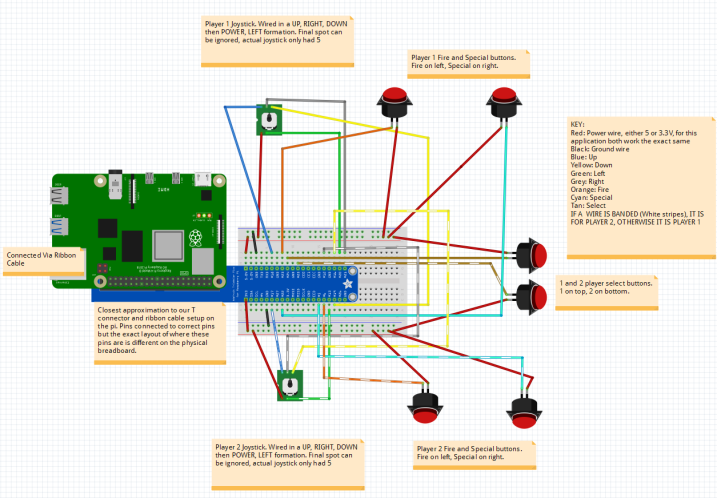 Player 1 Joystick. Wired in a UP, RIGHT, DOWN
then POWER, LEFT formation. Final spot can
be ignored, actual joystick only had 5
Player 1 Fire and Special buttons.
Fire on left, Special on right.
KEY:
Red: Power wire, either 5 or 3.3V, for this
application both work the exact same
Black: Ground wire
Blue: Up
Yellow: Down
Green: Left
Grey: Right
Orange: Fire
Cyan: Special
Tan: Select
IF A WIRE IS BANDED (White stripes), IT IS
FOR PLAYER 2, OTHERWISE IT IS PLAYER 1
Connected Via Ribbon
Cable
1 and 2 player select buttons.
1 on top, 2 on bottom.
Closest approximation to our T
connector and ribbon cable setup on
the pi. Pins connected to correct pins
but the exact layout of where these
pins are is different on the physical
breadboard.
Player 2 Joystick. Wired in a UP, RIGHT, DOWN
then POWER, LEFT formation. Final spot can
be ignored, actual joystick only had 5
Player 2 Fire and Special buttons.
Fire on left, Special on right.